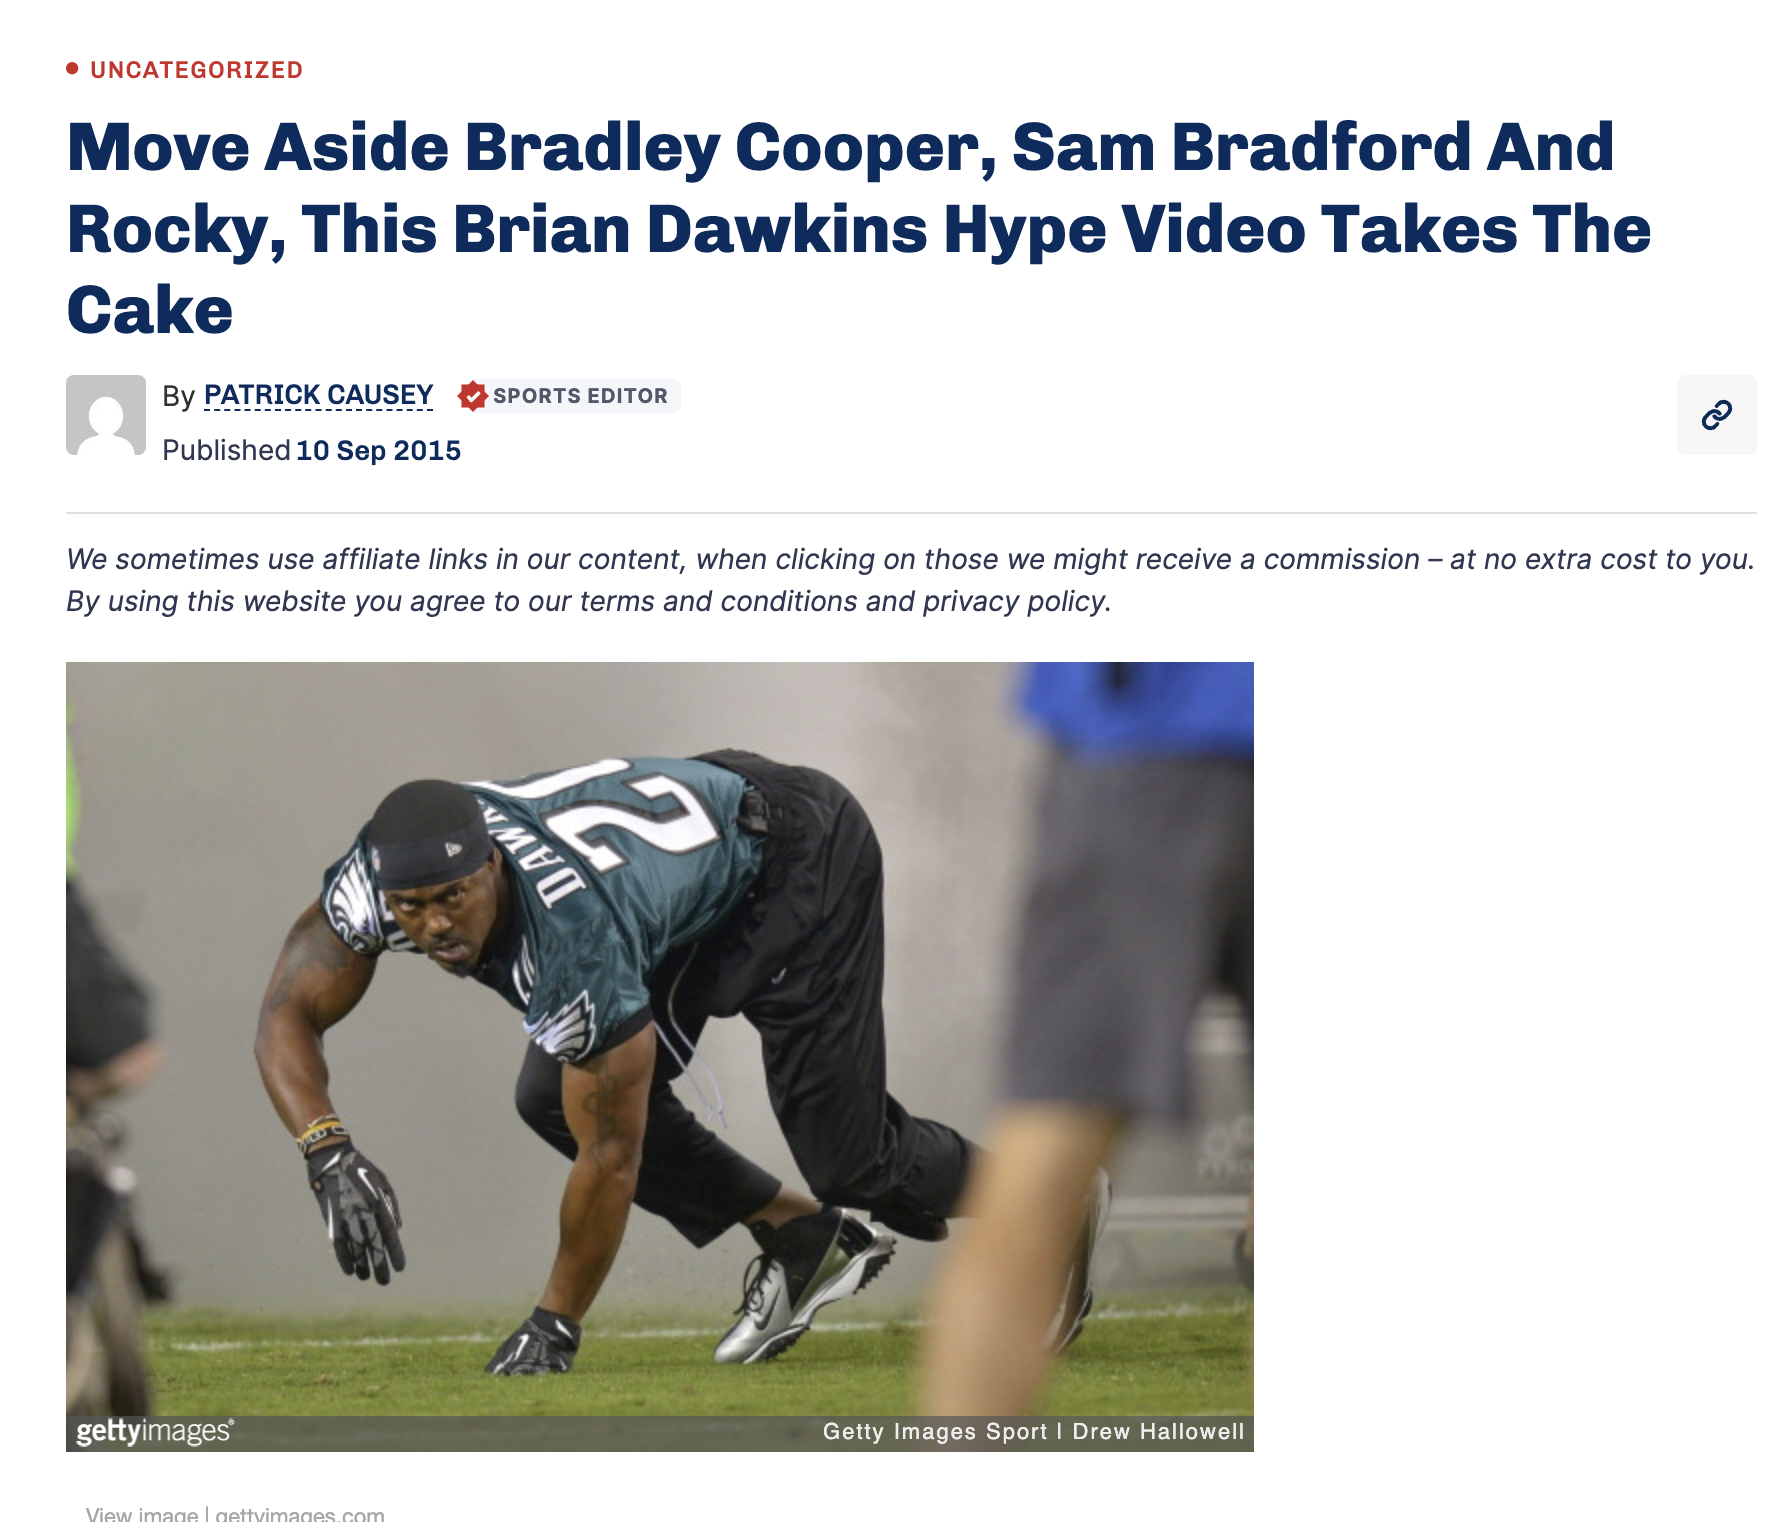 UNCATEGORIZED
Move Aside Bradley Cooper, Sam Bradford And
Rocky, This Brian Dawkins Hype Video Takes The
Cake
By PATRICK CAUSEY SPORTS EDITOR
Published 10 Sep 2015
We sometimes use affiliate links in our content, when clicking on those we might receive a commission – at no extra cost to you.
By using this website you agree to our terms and conditions and privacy policy.
20
DAWK
gettyimages®
Getty Images Sport | Drew Hallowell
View image | gettyimages.com